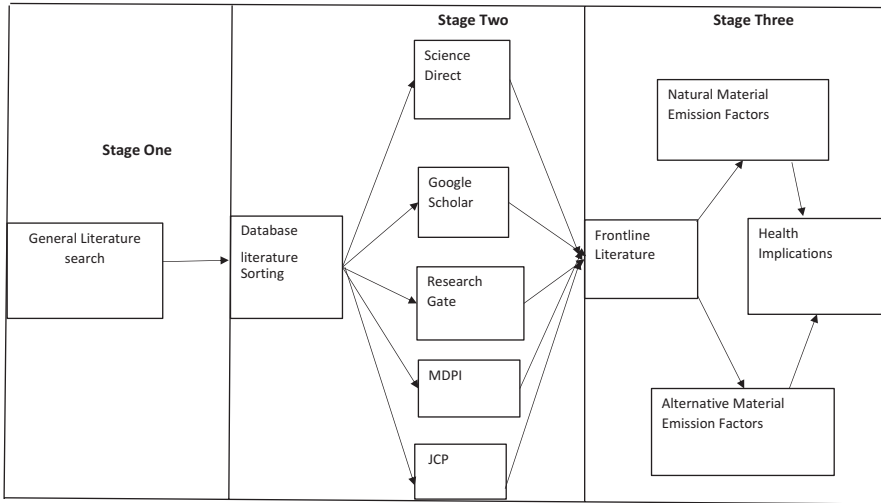 Stage One
General Literature
search
Stage Two
Database
literature
Sorting
Science
Direct
Google
Scholar
Research
Gate
MDPI
JCP
Stage Three
Frontline
Literature
Natural Material
Emission Factors
Health
Implications
Alternative Material
Emission Factors